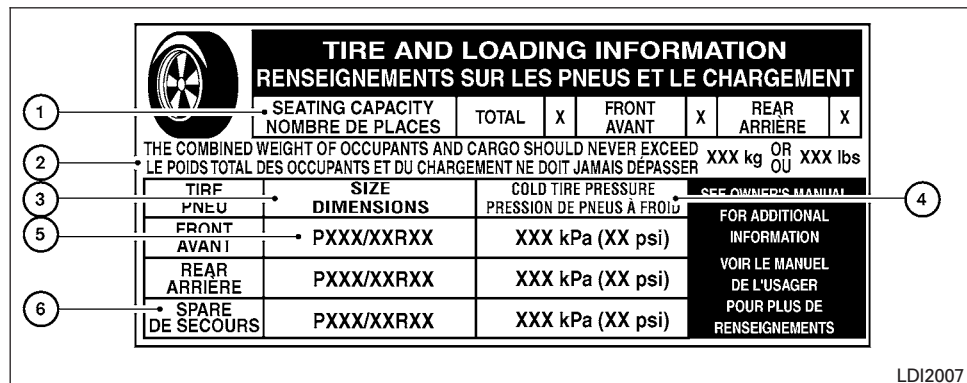 TIRE AND LOADING INFORMATION
RENSEIGNEMENTS SUR LES PNEUS ET LE CHARGEMENT
1
SEATING CAPACITY
NOMBRE DE PLACES
TOTAL X
FRONT
AVANT
X
REAR
ARRIÈRE
X
2
THE COMBINED WEIGHT OF OCCUPANTS AND CARGO SHOULD NEVER EXCEED
LE POIDS TOTAL DES OCCUPANTS ET DU CHARGEMENT NE DOIT JAMAIS DÉPASSER
XXX kg OR
OU XXX lbs
3
TIRE
PNEU
SIZE
DIMENSIONS
COLD TIRE PRESSURE
PRESSION DE PNEUS À FROID
4
5
FRONT
AVANT
PXXX/XXRXX
XXX kPa (XX psi)
REAR
ARRIÈRE
PXXX/XXRXX
XXX kPa (XX psi)
6
SPARE
DE SECOURS
PXXX/XXRXX
XXX kPa (XX psi)
SEE OWNER'S MANUAL
FOR ADDITIONAL
INFORMATION
VOIR LE MANUEL
DE L'USAGER
POUR PLUS DE
RENSEIGNEMENTS
LDI2007